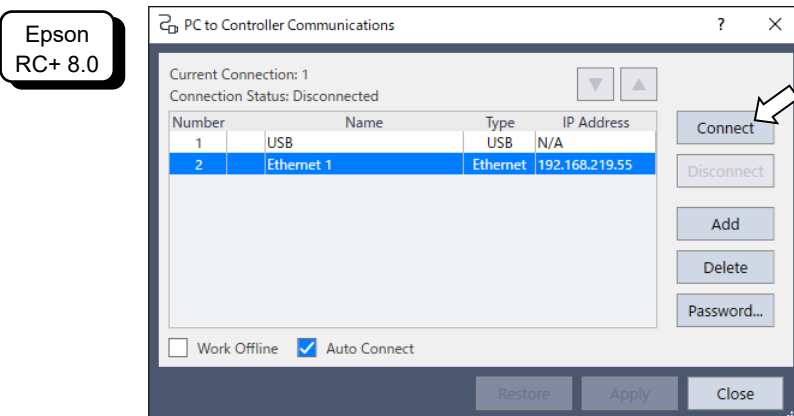 Epson
RC+ 8.0
PC to Controller Communications
?
Current Connection: 1
Connection Status: Disconnected
Number Name Type IP Address
1 USB USB N/A
2 Ethernet 1 Ethernet 192.168.219.55
Connect
Disconnect
Add
Delete
Password...
Work Offline Auto Connect
Restore Apply Close